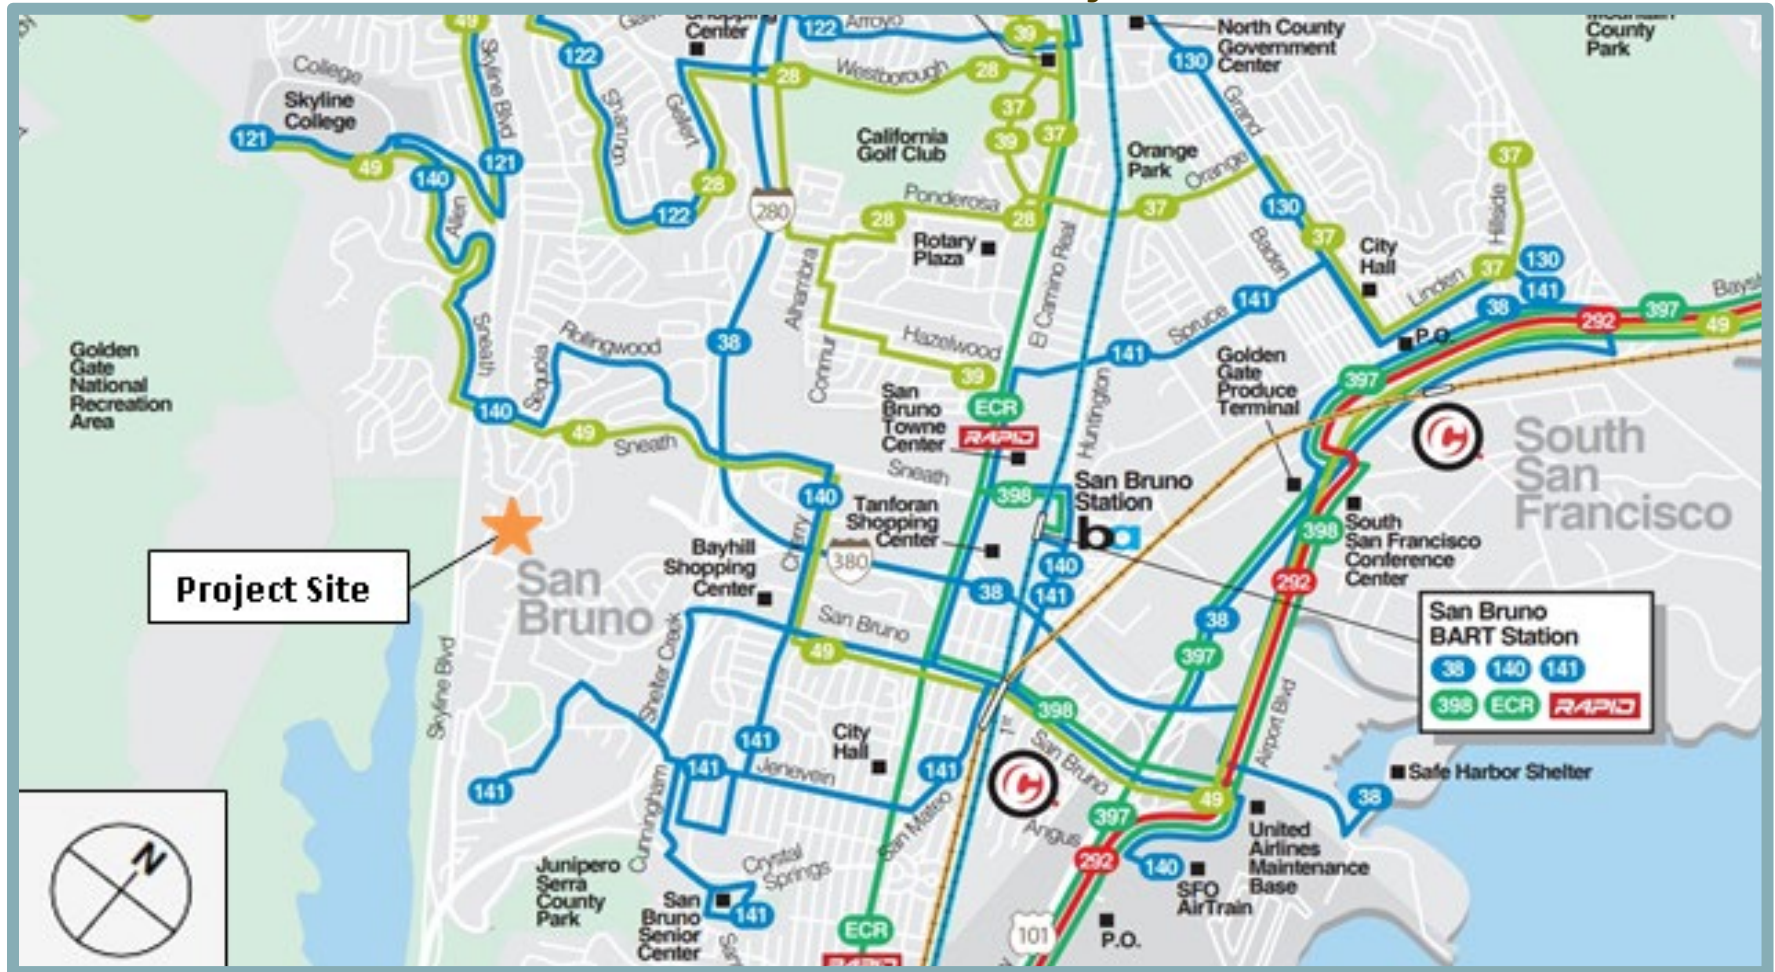 Shopping
Center
49
122
Arroyo
39
North County
Government
Center
Mountain
County
Park
122
130
College
Skyline
College
Skyline Blvd
Shannon
Gellert
28
Westborough
28
37
Grand
121
49
140
121
California
Golf Club
39
37
Orange
Park
Orange
37
Allen
28
122
280
28
Ponderosa
28
37
130
37
Hillside
Rotary
Plaza
El Camino Real
Baden
City
Hall
Linden
37
130
141
Alhambra
38
292
397
49
Golden
Gate
National
Recreation
Area
Sneath
Sequoia
Rollingwood
38
Conmur
Hazelwood
39
141
Spruce
141
Golden
Gate
Produce
Terminal
P.O.
397
140
49
Sneath
ECR
RAPID
San
Bruno
Towne
Center
Huntington
South
San
Francisco
Sneath
398
San Bruno
Station
ba
140
Tanforan
Shopping
Center
Cherry
398
South
San Francisco
Conference
Center
Project Site
San
Bruno
Bayhill
Shopping
Center
380
38
140
141
292
San Bruno
BART Station
38 140 141
398 ECR RAPID
Skyline Blvd
Shelter Creek
San Bruno
49
38
397
398
Airport Blvd
141
141
Jenevein
City
Hall
141
San Bruno
Safe Harbor Shelter
38
141
Cunningham
San Mateo
Angus
397
49
United
Airlines
Maintenance
Base
292
140
SFO
AirTrain
N
Junipero
Serra
County
Park
Crystal
Springs
San
Bruno
Senior
Center
141
ECR
RAPID
101
P.O.